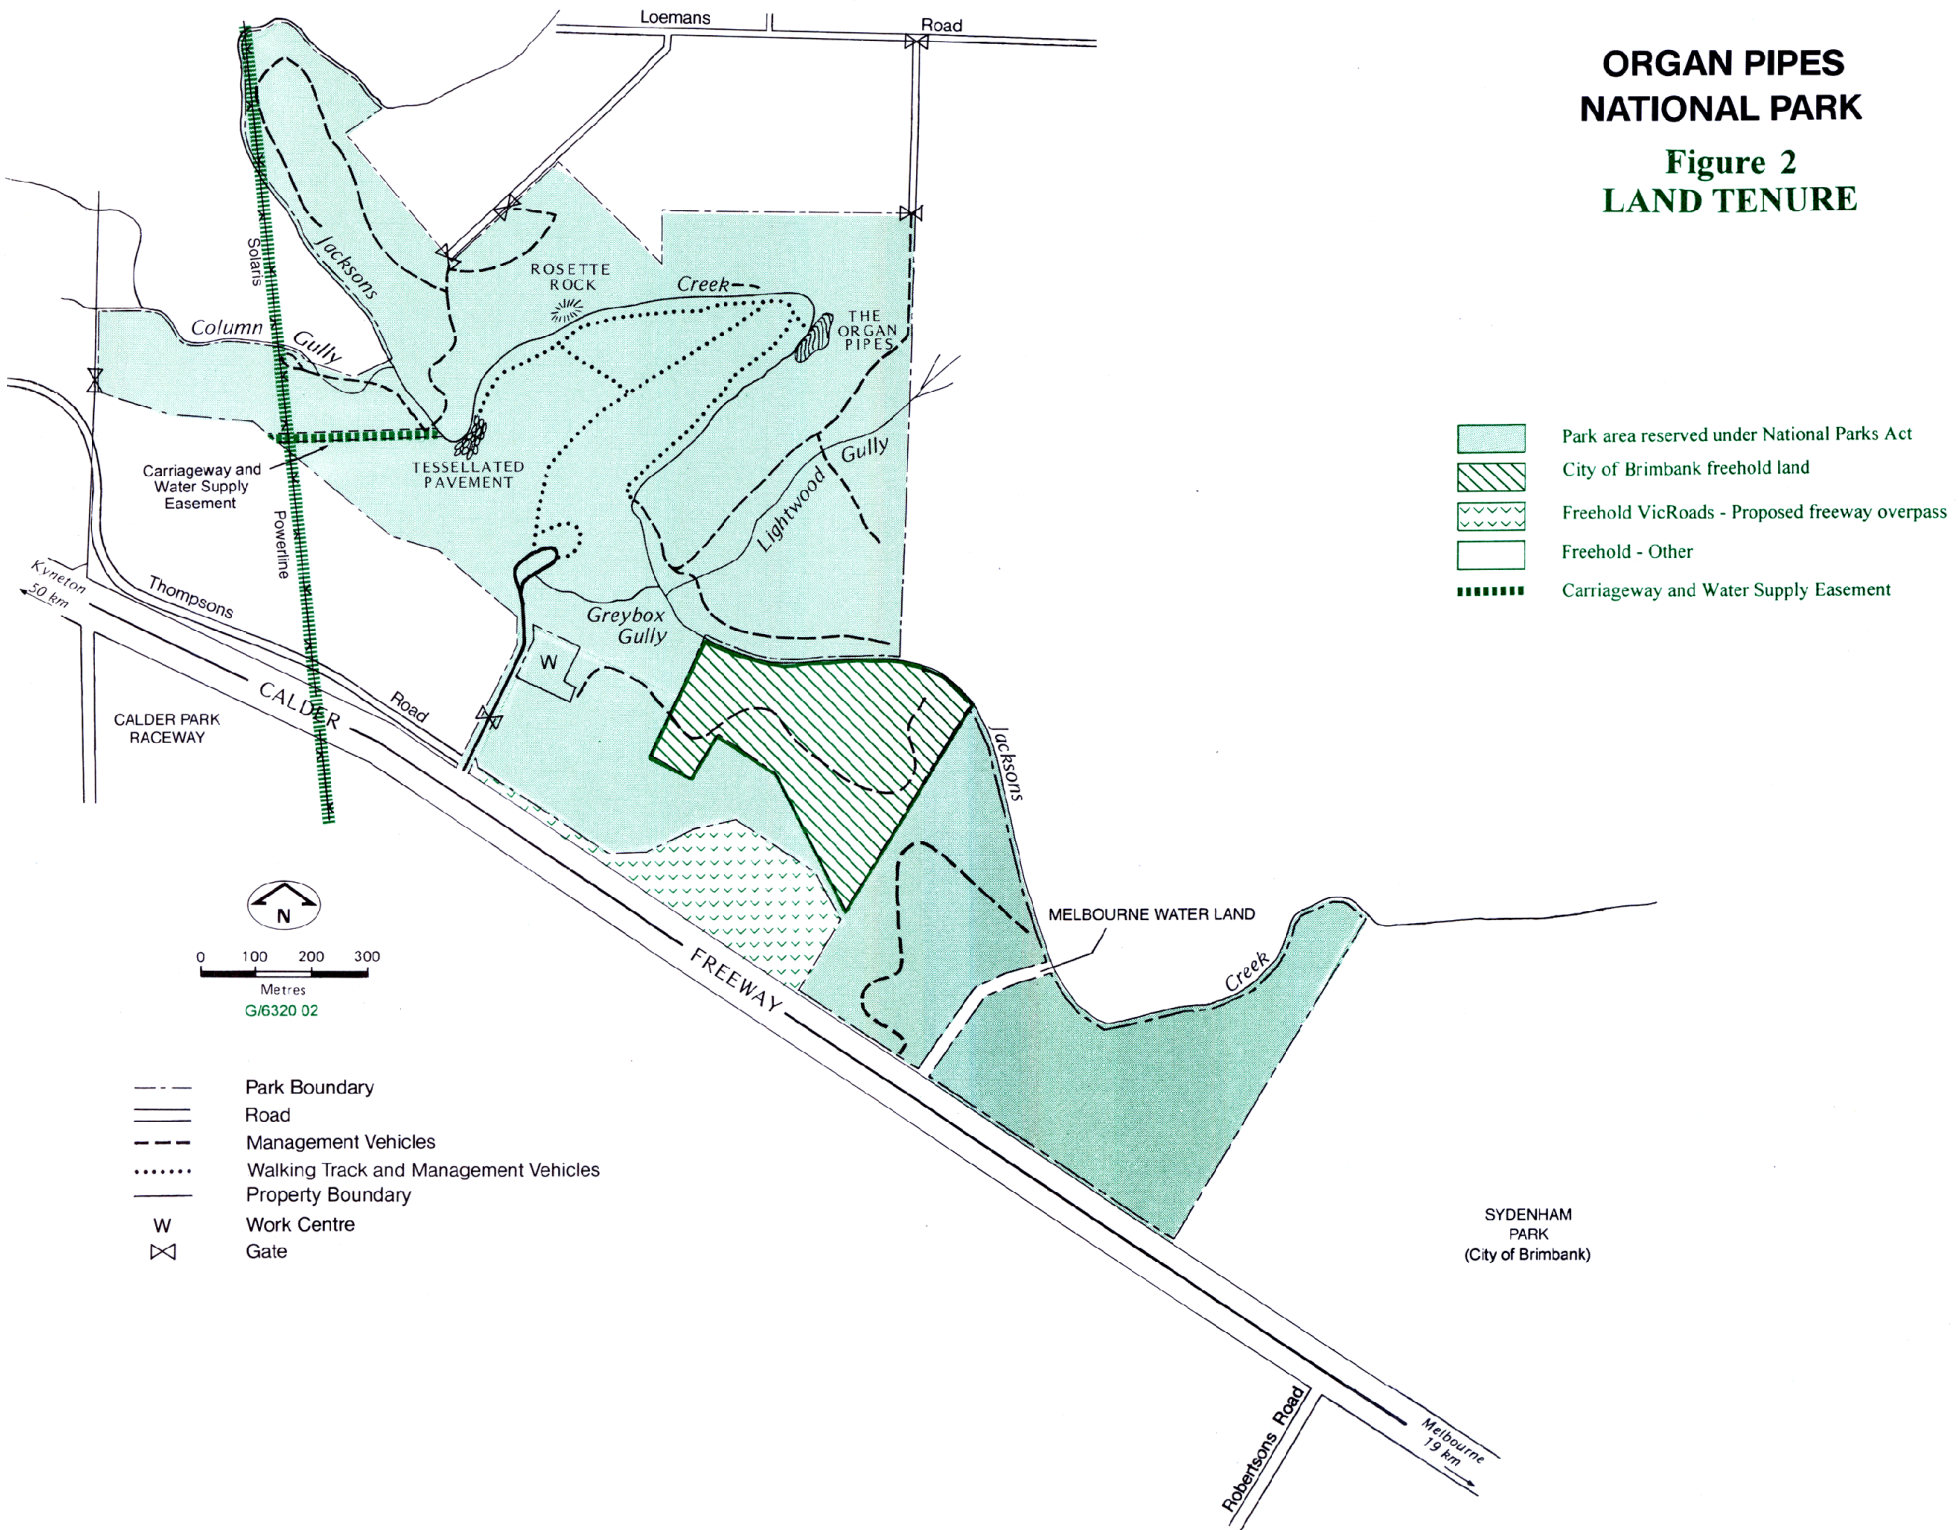 ORGAN PIPES
NATIONAL PARK
Figure 2
LAND TENURE
Loemans Road
Solaris
Jacksons
ROSETTE
ROCK
Creek
THE
ORGAN
PIPES
Column Gully
Carriageway and
Water Supply
Easement
TESSELLATED
PAVEMENT
Lightwood Gully
Powerline
Kyneton
50 km
Thompsons Road
Greybox
Gully
W
CALDER FREEWAY
CALDER PARK
RACEWAY
Jacksons Creek
MELBOURNE WATER LAND
Park area reserved under National Parks Act
City of Brimbank freehold land
Freehold VicRoads - Proposed freeway overpass
Freehold - Other
Carriageway and Water Supply Easement
N
0 100 200 300
Metres
G/6320 02
Park Boundary
Road
Management Vehicles
Walking Track and Management Vehicles
Property Boundary
W Work Centre
Gate
SYDENHAM
PARK
(City of Brimbank)
Robertsons Road
Melbourne
19 km